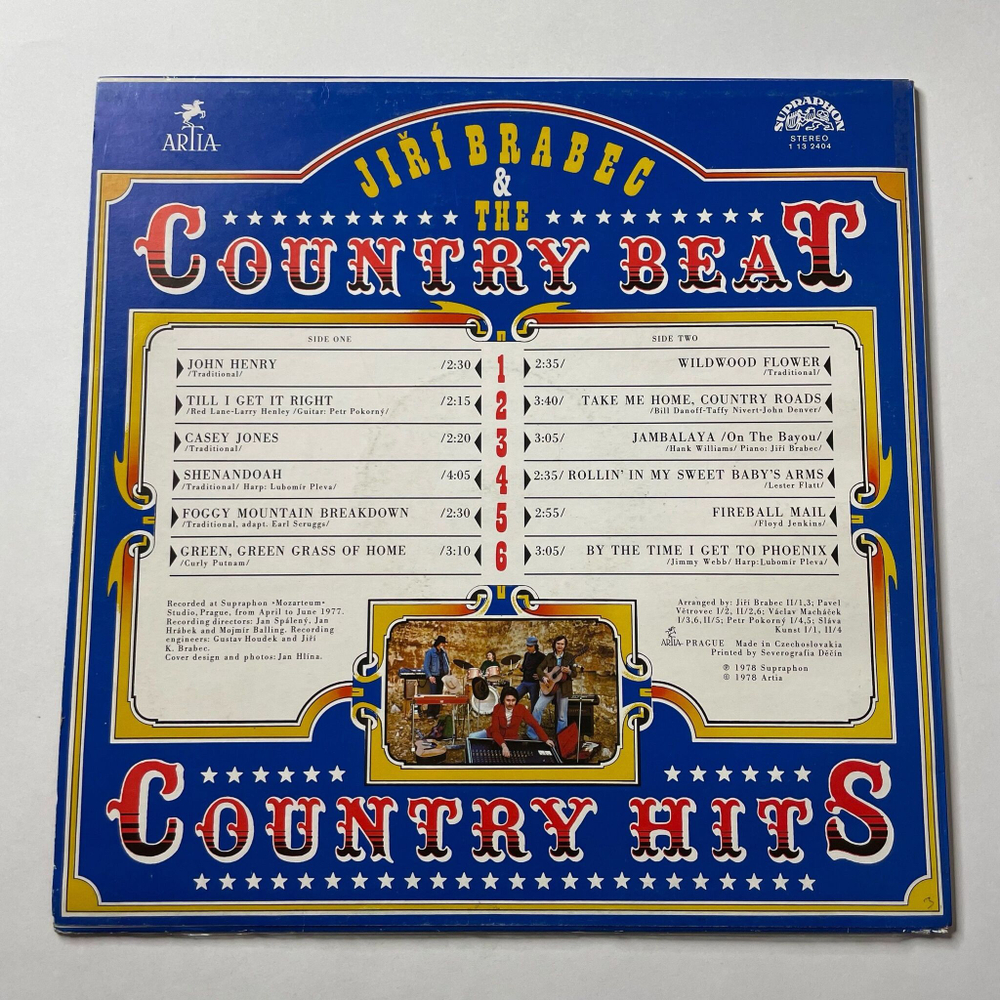 ARTIA
SUPRAPHON
STEREO
1 13 2404
JIŘÍ BRABEC
&
THE
COUNTRY BEAT
SIDE ONE
JOHN HENRY /2:30
/Traditional/
TILL I GET IT RIGHT /2:15
/Red Lane-Larry Henley /Guitar: Petr Pokorný/
CASEY JONES /2:20
/Traditional/
SHENANDOAH /4:05
/Traditional/ Harp: Lubomír Pleva/
FOGGY MOUNTAIN BREAKDOWN /2:30
/Traditional, adapt. Earl Scruggs/
GREEN, GREEN GRASS OF HOME /3:10
/Curly Putnam/
1
2
3
4
5
6
SIDE TWO
2:35/ WILDWOOD FLOWER
/Traditional/
3:40/ TAKE ME HOME, COUNTRY ROADS
/Bill Danoff-Taffy Nivert-John Denver/
3:05/ JAMBALAYA /On The Bayou/
/Hank Williams/ Piano: Jiří Brabec/
2:35/ ROLLIN' IN MY SWEET BABY'S ARMS
/Lester Flatt/
2:55/ FIREBALL MAIL
/Floyd Jenkins/
3:05/ BY THE TIME I GET TO PHOENIX
/Jimmy Webb/ Harp: Lubomír Pleva/
Recorded at Supraphon »Mozarteum«
Studio, Prague, from April to June 1977.
Recording directors: Jan Spálený, Jan
Hrábek and Mojmír Balling. Recording
engineers: Gustav Houdek and Jiří
K. Brabec.
Cover design and photos: Jan Hlína.
Arranged by: Jiří Brabec II/1,3; Pavel
Větrovec I/2, II/2,6; Václav Macháček
I/3,6, II/5; Petr Pokorný I/4,5; Sláva
Kunst I/1, II/4
ARTIA PRAGUE Made in Czechoslovakia
Printed by Severografia Děčín
℗ 1978 Supraphon
© 1978 Artia
COUNTRY HITS
3